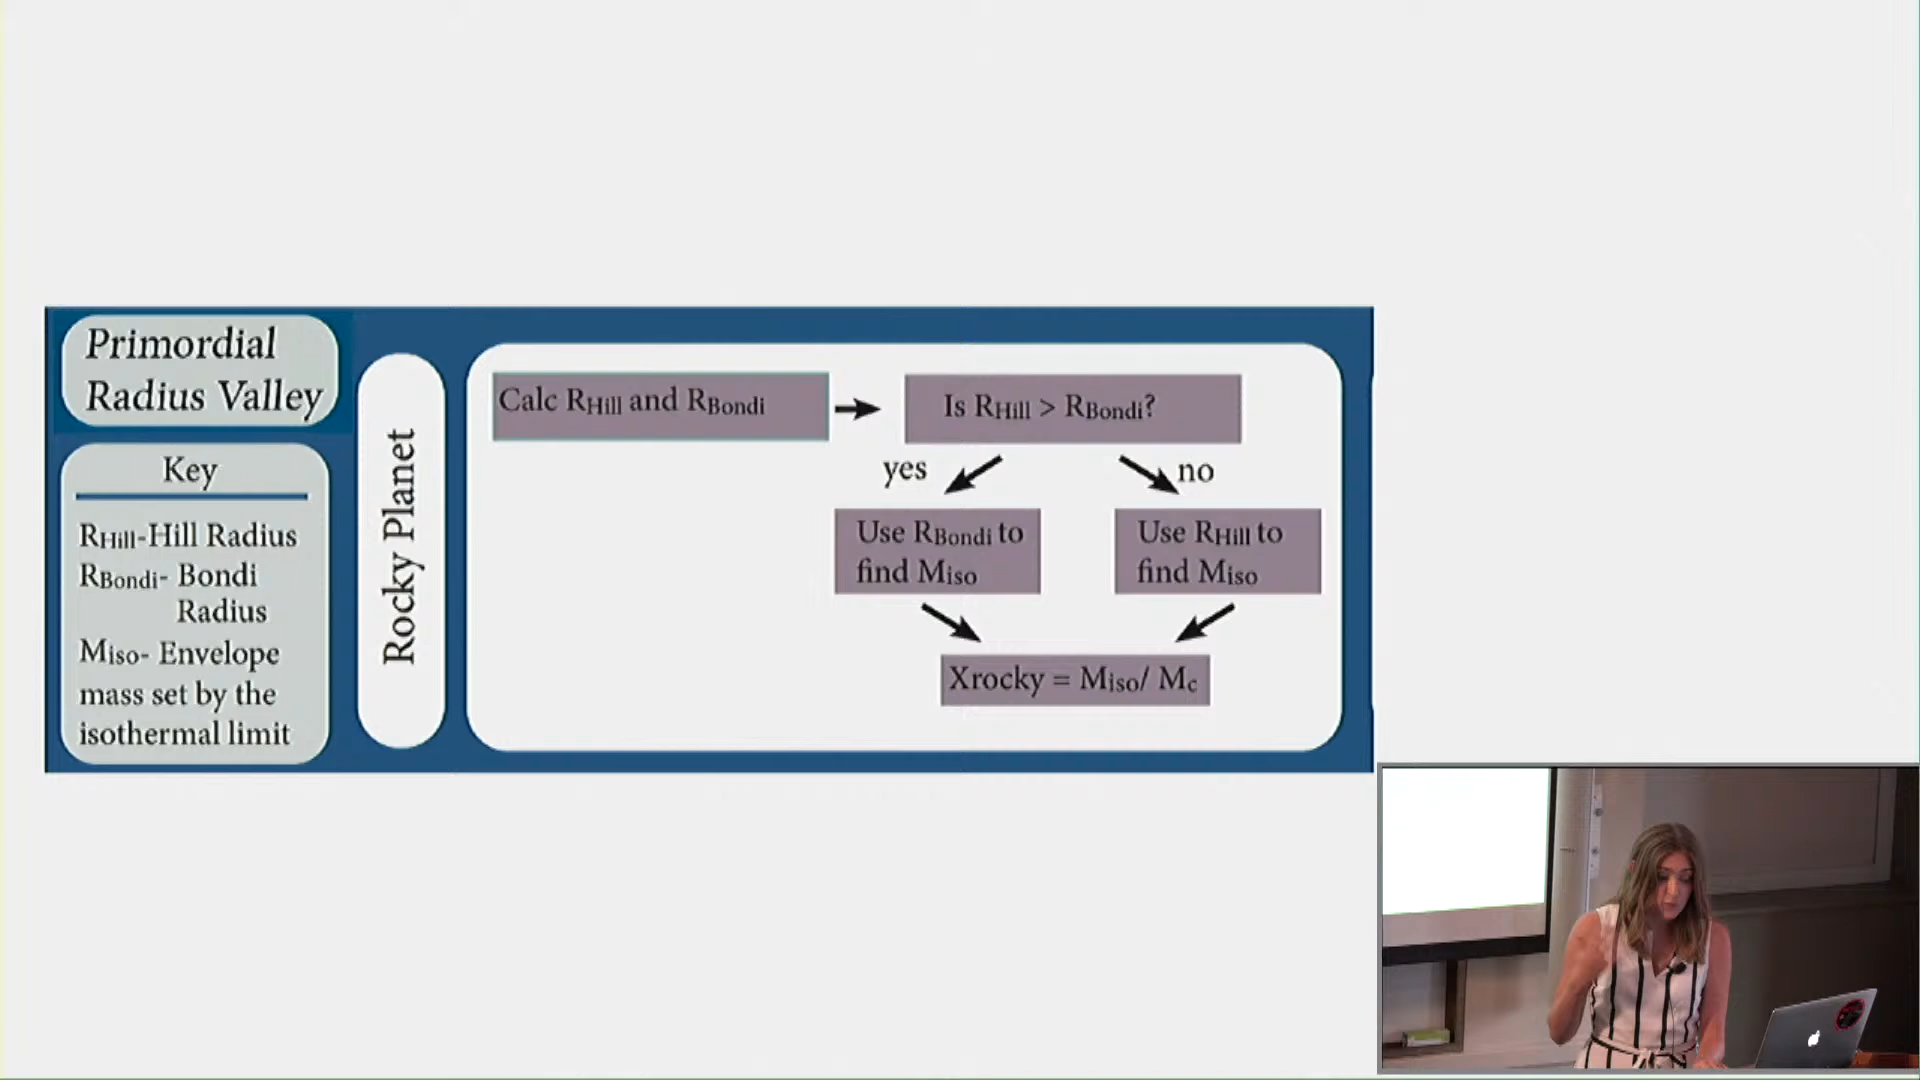 Primordial
Radius Valley
Key
RHill-Hill Radius
RBondi- Bondi
Radius
Miso- Envelope
mass set by the
isothermal limit
Rocky Planet
Calc RHill and RBondi
Is RHill > RBondi?
yes
no
Use RBondi to
find Miso
Use RHill to
find Miso
Xrocky = Miso/ Mc